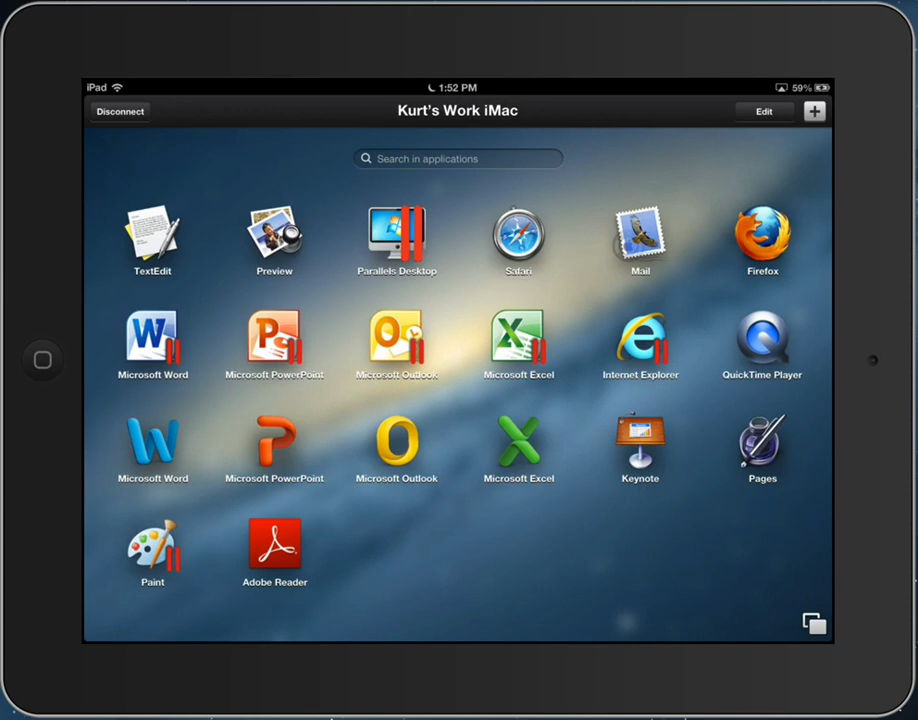 iPad 1:52 PM 59%
Disconnect Kurt's Work iMac Edit +
Search in applications
TextEdit Preview Parallels Desktop Safari Mail Firefox
Microsoft Word Microsoft PowerPoint Microsoft Outlook Microsoft Excel Internet Explorer QuickTime Player
Microsoft Word Microsoft PowerPoint Microsoft Outlook Microsoft Excel Keynote Pages
Paint Adobe Reader